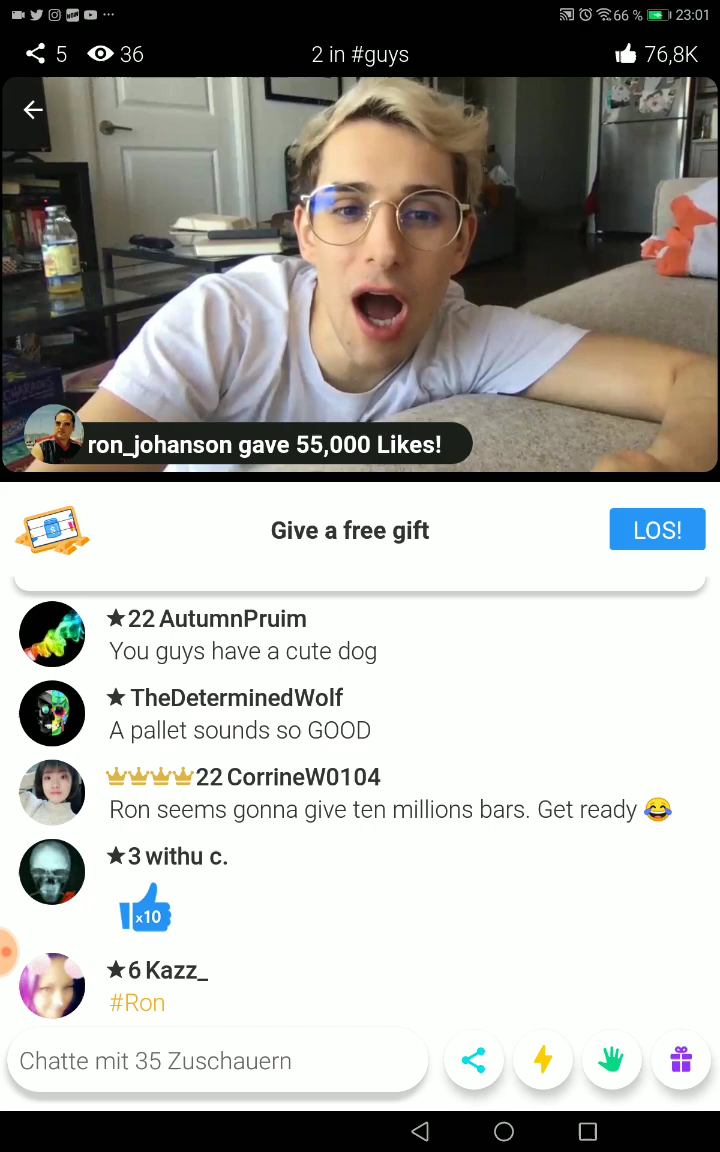 66 % 23:01
5 36 2 in #guys 76,8K
ron_johanson gave 55,000 Likes!
Give a free gift LOS!
★22 AutumnPruim
You guys have a cute dog
★ TheDeterminedWolf
A pallet sounds so GOOD
22 CorrineW0104
Ron seems gonna give ten millions bars. Get ready 😂
★3 withu c.
x10
★6 Kazz_
#Ron
Chatte mit 35 Zuschauern